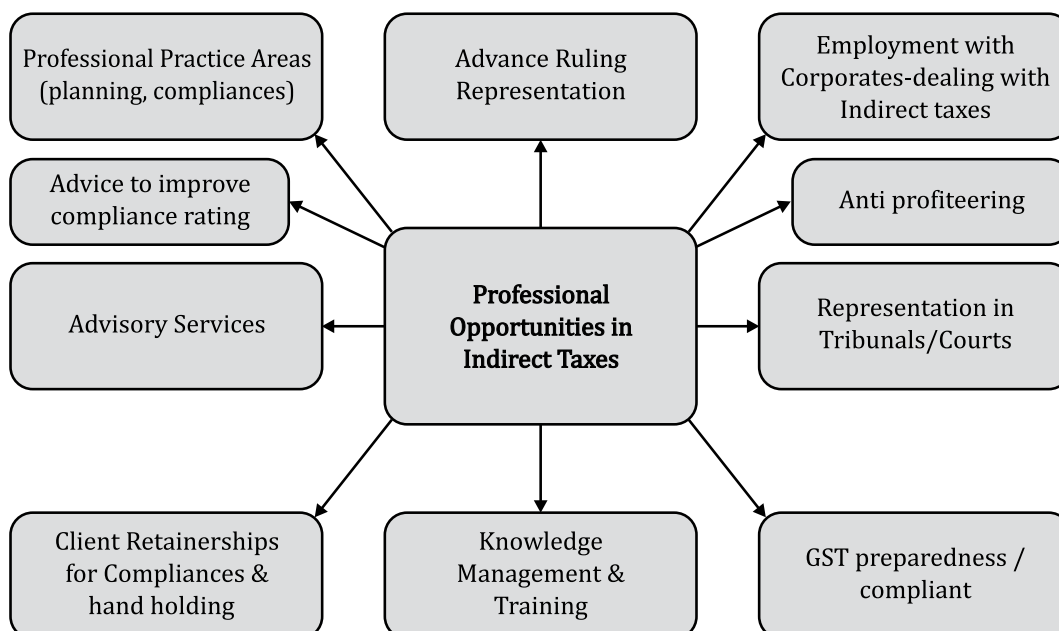 Professional Practice Areas
(planning, compliances)
Advance Ruling
Representation
Employment with
Corporates-dealing with
Indirect taxes
Advice to improve
compliance rating
Anti profiteering
Professional
Opportunities in
Indirect Taxes
Advisory Services
Representation in
Tribunals/Courts
Client Retainerships
for Compliances &
hand holding
Knowledge
Management &
Training
GST preparedness /
compliant